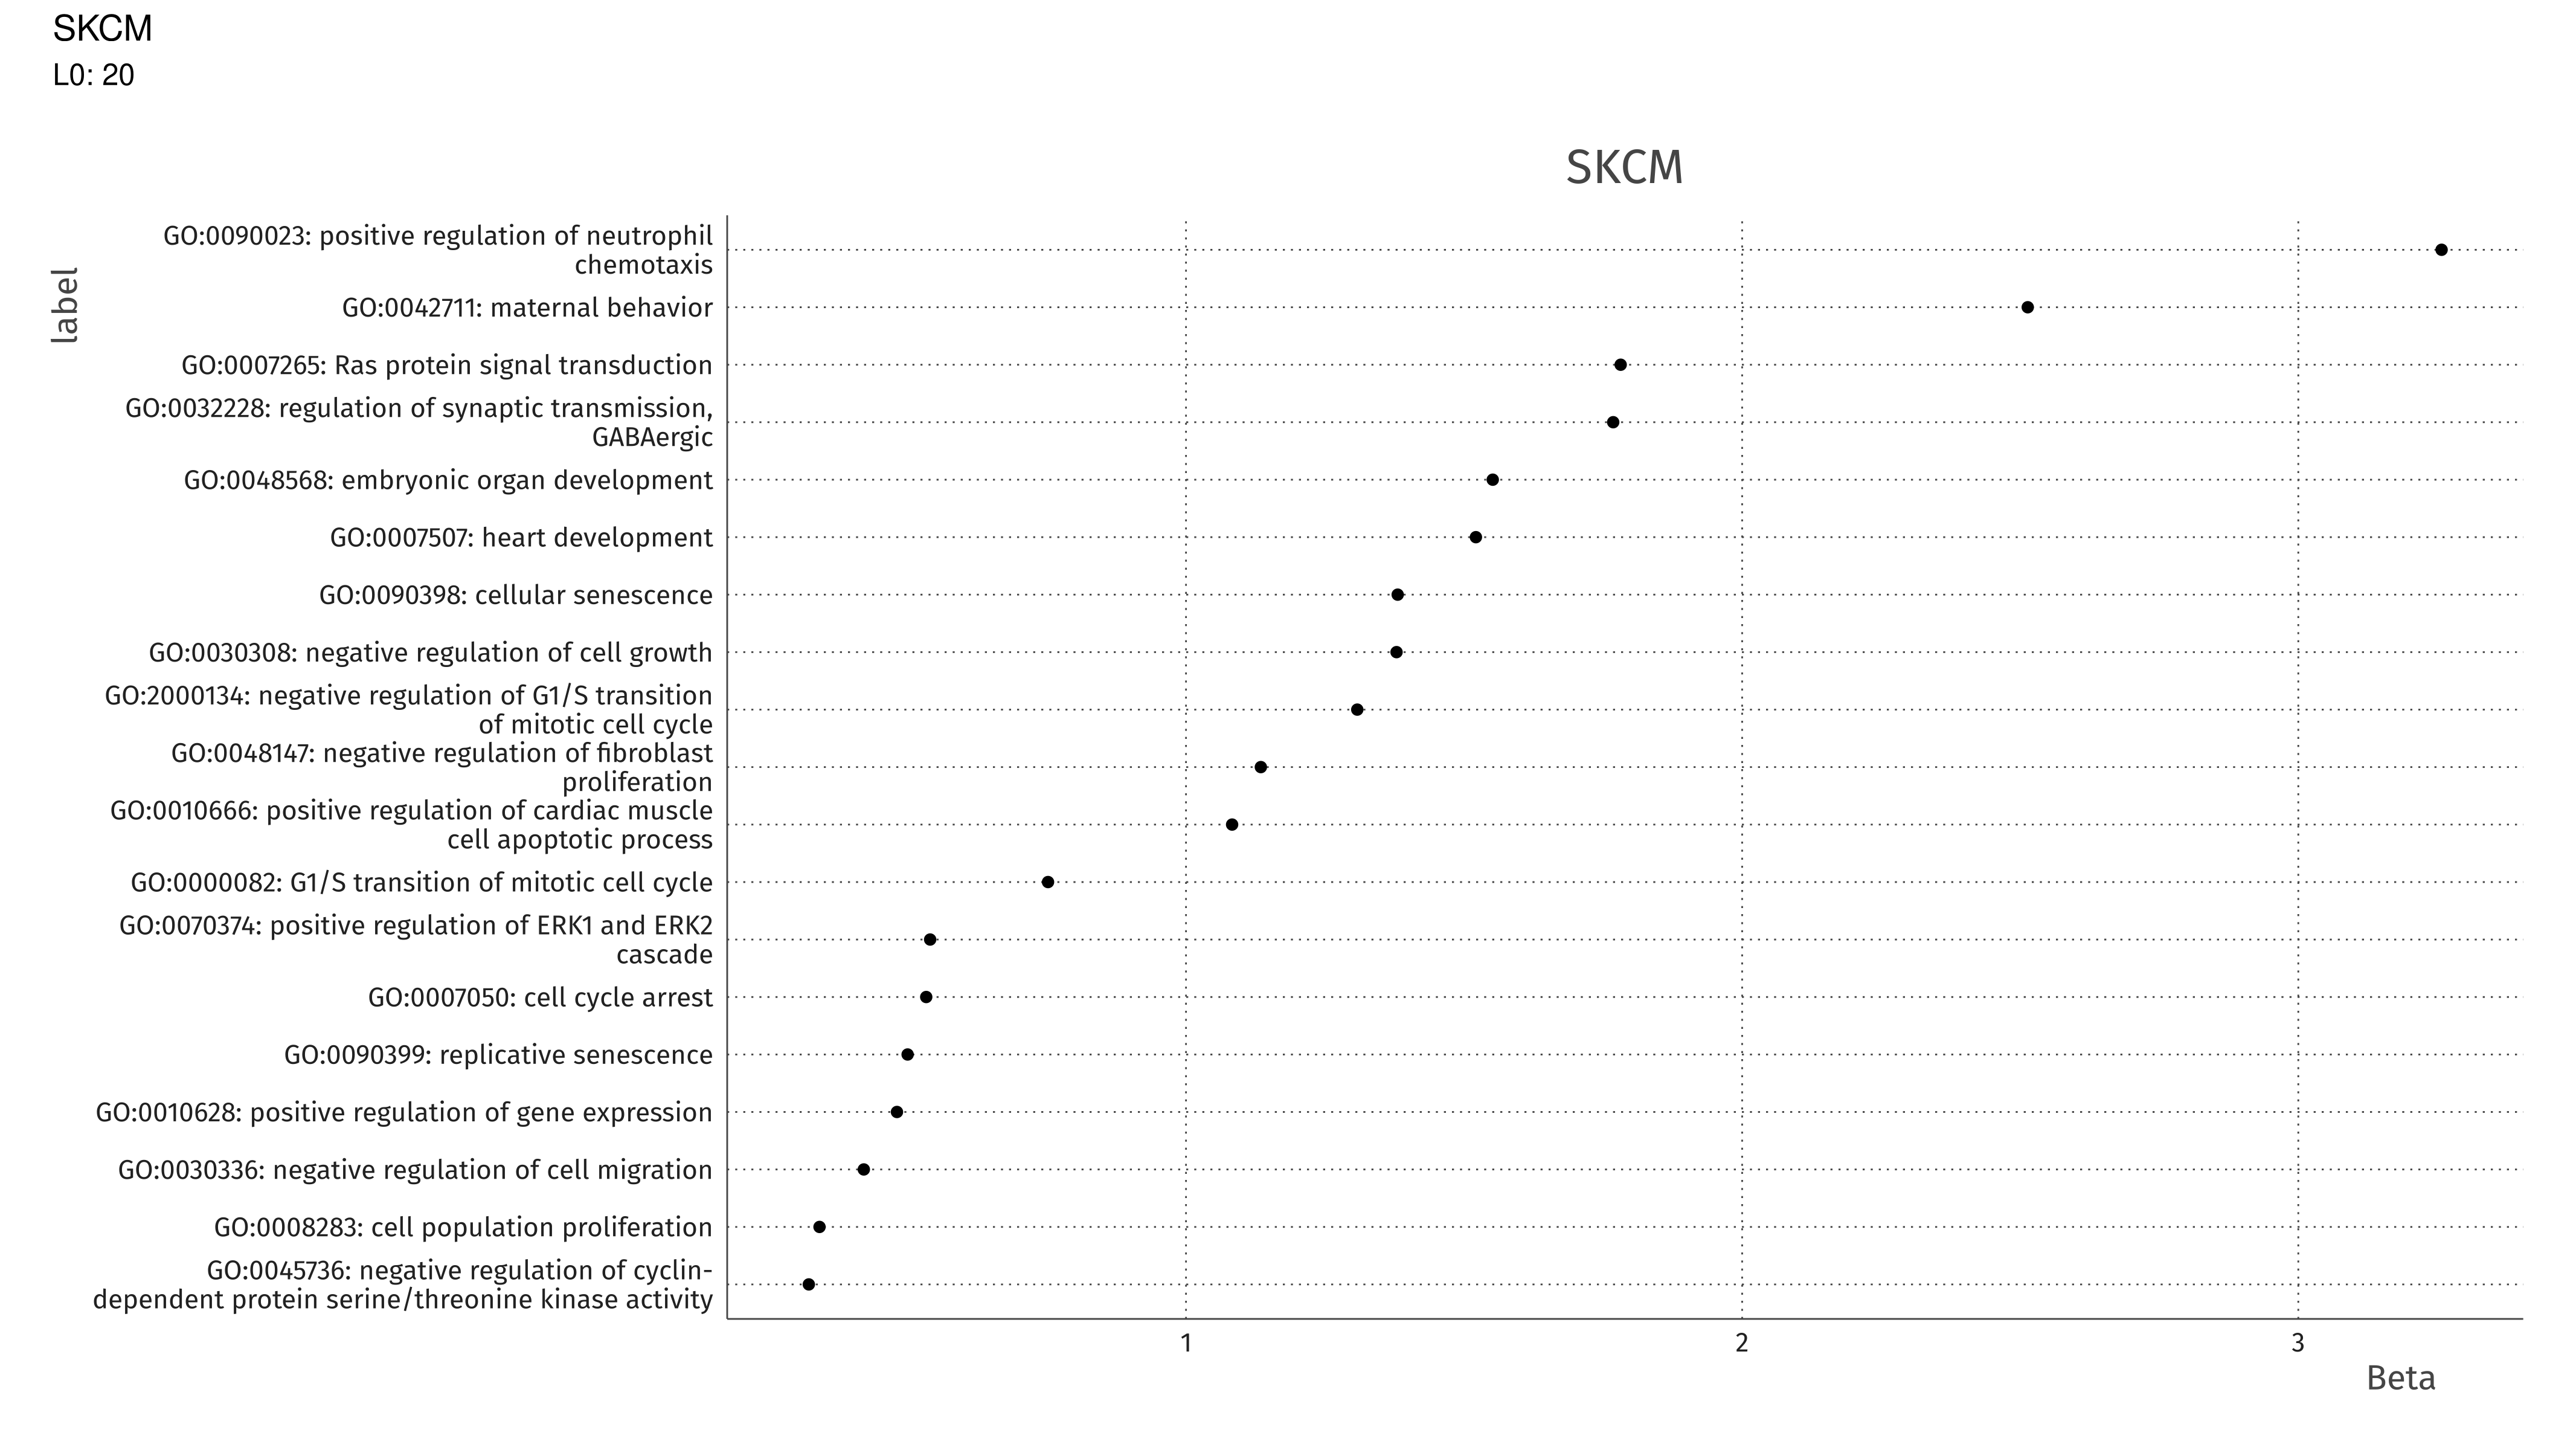 SKCM
L0: 20
SKCM
label
GO:0090023: positive regulation of neutrophil
chemotaxis
GO:0042711: maternal behavior
GO:0007265: Ras protein signal transduction
GO:0032228: regulation of synaptic transmission,
GABAergic
GO:0048568: embryonic organ development
GO:0007507: heart development
GO:0090398: cellular senescence
GO:0030308: negative regulation of cell growth
GO:2000134: negative regulation of G1/S transition
of mitotic cell cycle
GO:0048147: negative regulation of fibroblast
proliferation
GO:0010666: positive regulation of cardiac muscle
cell apoptotic process
GO:0000082: G1/S transition of mitotic cell cycle
GO:0070374: positive regulation of ERK1 and ERK2
cascade
GO:0007050: cell cycle arrest
GO:0090399: replicative senescence
GO:0010628: positive regulation of gene expression
GO:0030336: negative regulation of cell migration
GO:0008283: cell population proliferation
GO:0045736: negative regulation of cyclin-
dependent protein serine/threonine kinase activity
1 2 3
Beta